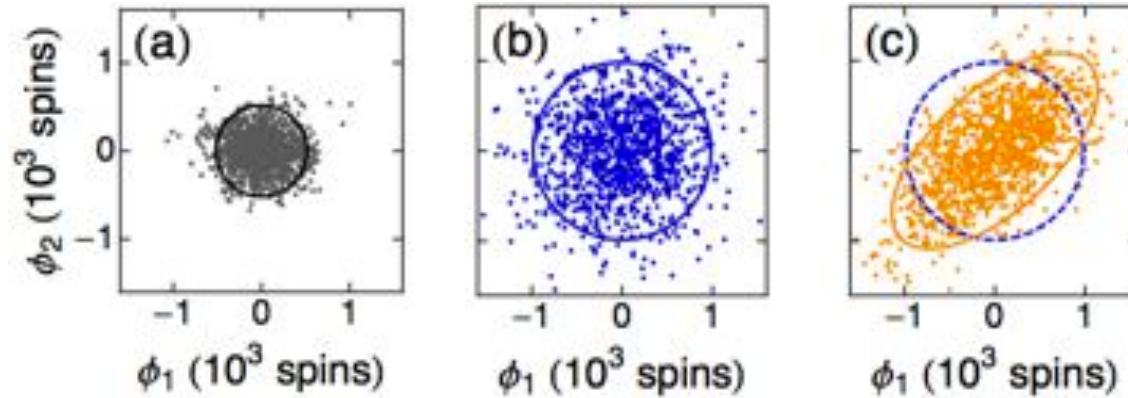 (a) (b) (c)
ϕ₂ (10³ spins)
1
0
−1
−1 0 1 −1 0 1 −1 0 1
ϕ₁ (10³ spins) ϕ₁ (10³ spins) ϕ₁ (10³ spins)